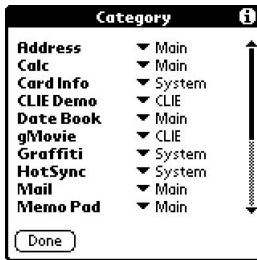 Category
Address Main
Calc Main
Card Info System
CLIE Demo CLIE
Date Book Main
gMovie CLIE
Graffiti System
HotSync System
Mail Main
Memo Pad Main
Done